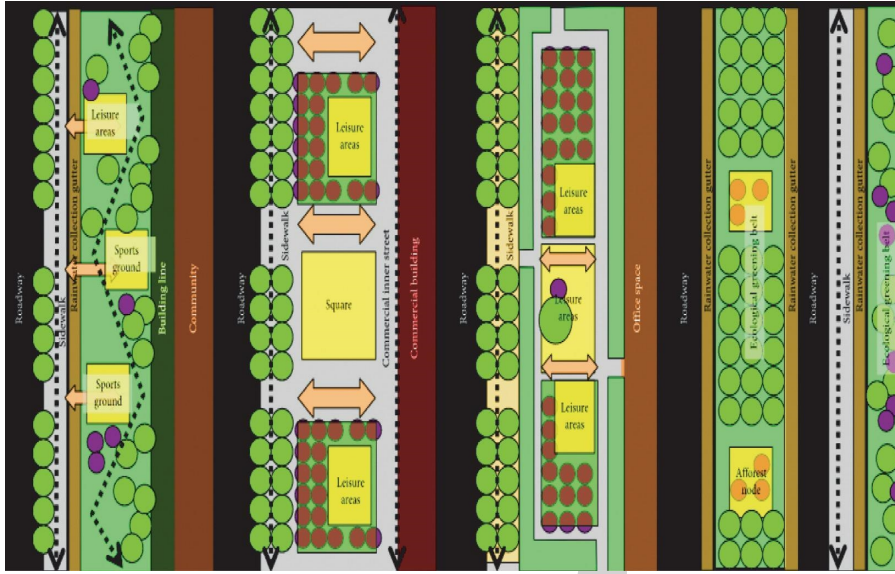 Roadway
Sidewalk
Rainwater collection gutter
Leisure
areas
Sports
ground
Sports
ground
Building line
Community
Roadway
Sidewalk
Leisure
areas
Square
Leisure
areas
Commercial inner street
Commercial building
Roadway
Sidewalk
Leisure
areas
Leisure
areas
Leisure
areas
Office space
Roadway
Rainwater collection gutter
Ecological greening belt
Afforest
node
Rainwater collection gutter
Roadway
Sidewalk
Rainwater collection gutter
Ecological greening belt